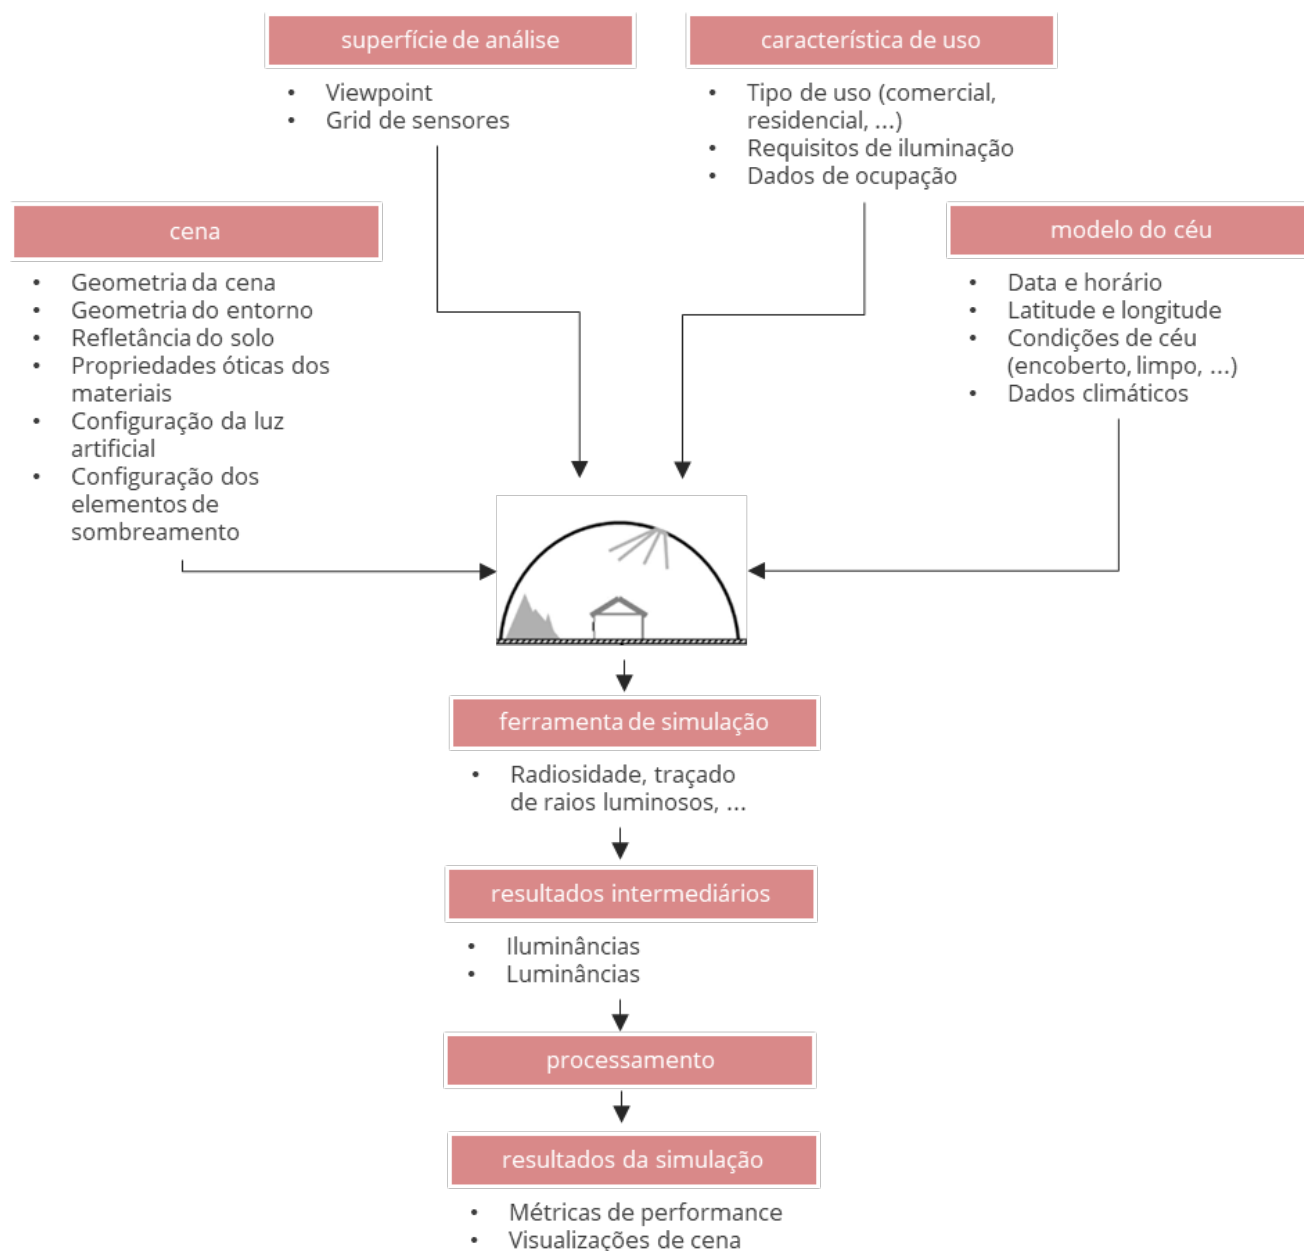 superfície de análise
• Viewpoint
• Grid de sensores
característica de uso
• Tipo de uso (comercial,
residencial, ...)
• Requisitos de iluminação
• Dados de ocupação
cena
• Geometria da cena
• Geometria do entorno
• Refletância do solo
• Propriedades óticas dos
materiais
• Configuração da luz
artificial
• Configuração dos
elementos de
sombreamento
modelo do céu
• Data e horário
• Latitude e longitude
• Condições de céu
(encoberto, limpo, ...)
• Dados climáticos
ferramenta de simulação
• Radiosidade, traçado
de raios luminosos, ...
resultados intermediários
• Iluminâncias
• Luminâncias
processamento
resultados da simulação
• Métricas de performance
• Visualizações de cena